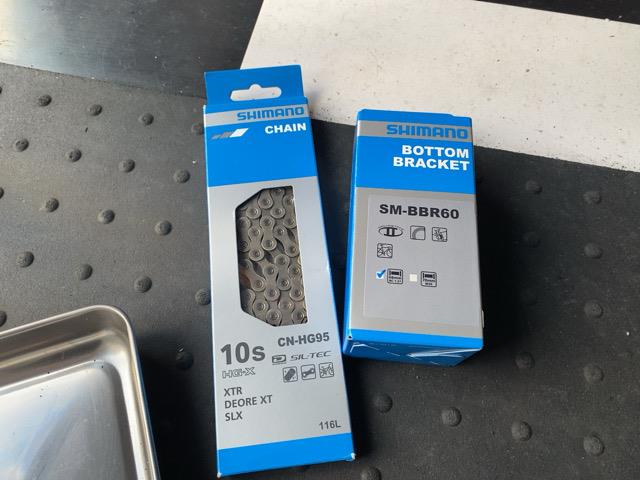 SHIMANO
CHAIN
10s
CN-HG95
HG-X
SIL-TEC
XTR
DEORE XT
SLX
116L
SHIMANO
BOTTOM
BRACKET
SM-BBR60